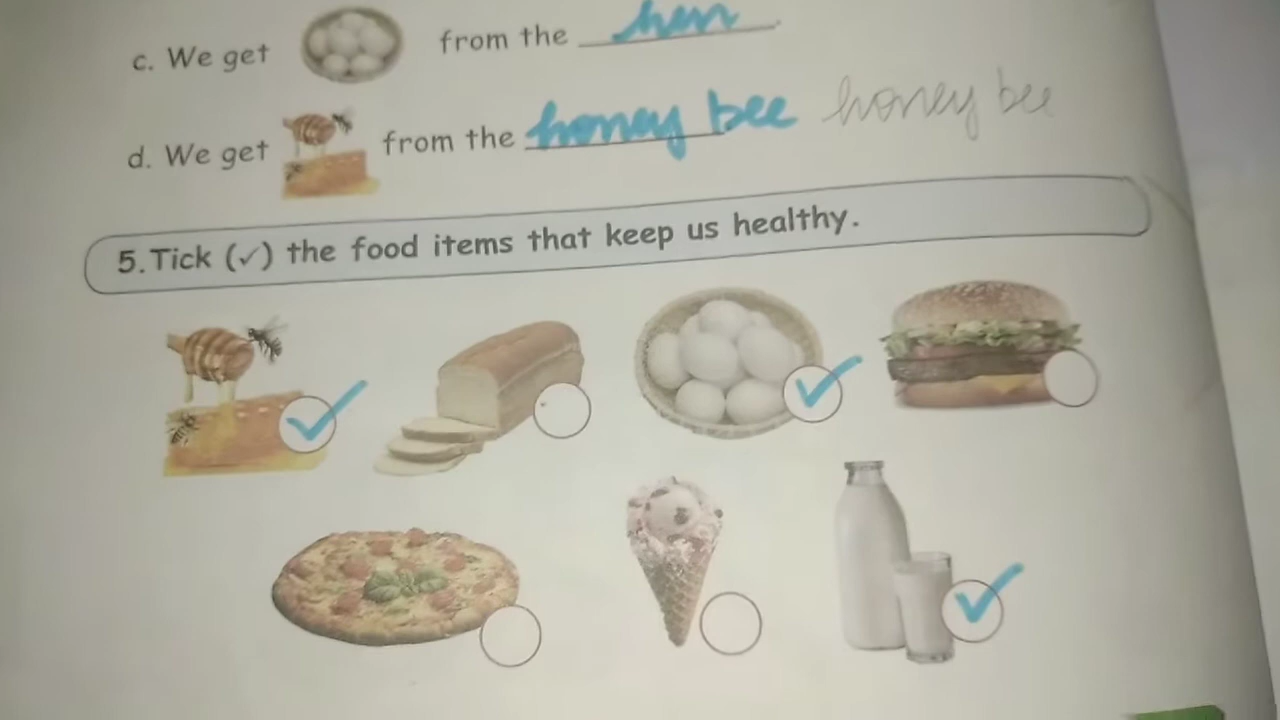 c. We get from the hen.
d. We get from the honey bee honey bee
5. Tick (✓) the food items that keep us healthy.